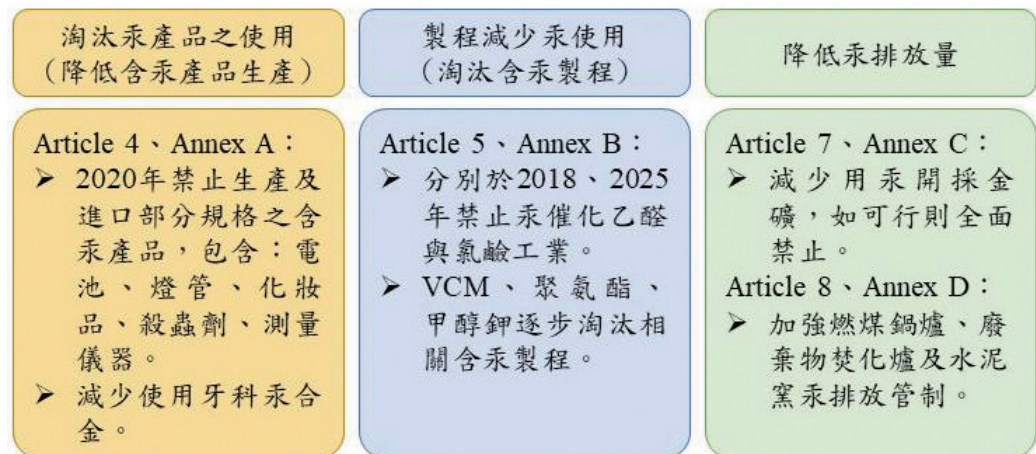 淘汰汞產品之使用
(降低含汞產品生產)
Article 4、Annex A：
➤ 2020年禁止生產及
進口部分規格之含
汞產品，包含：電
池、燈管、化妝
品、殺蟲劑、測量
儀器。
➤ 減少使用牙科汞合
金。
製程減少汞使用
(淘汰含汞製程)
Article 5、Annex B：
➤ 分別於2018、2025
年禁止汞催化乙醛
與氯鹼工業。
➤ VCM、聚氨酯、
甲醇鉀逐步淘汰相
關含汞製程。
降低汞排放量
Article 7、Annex C：
➤ 減少用汞開採金
礦，如可行則全面
禁止。
Article 8、Annex D：
➤ 加強燃煤鍋爐、廢
棄物焚化爐及水泥
窯汞排放管制。